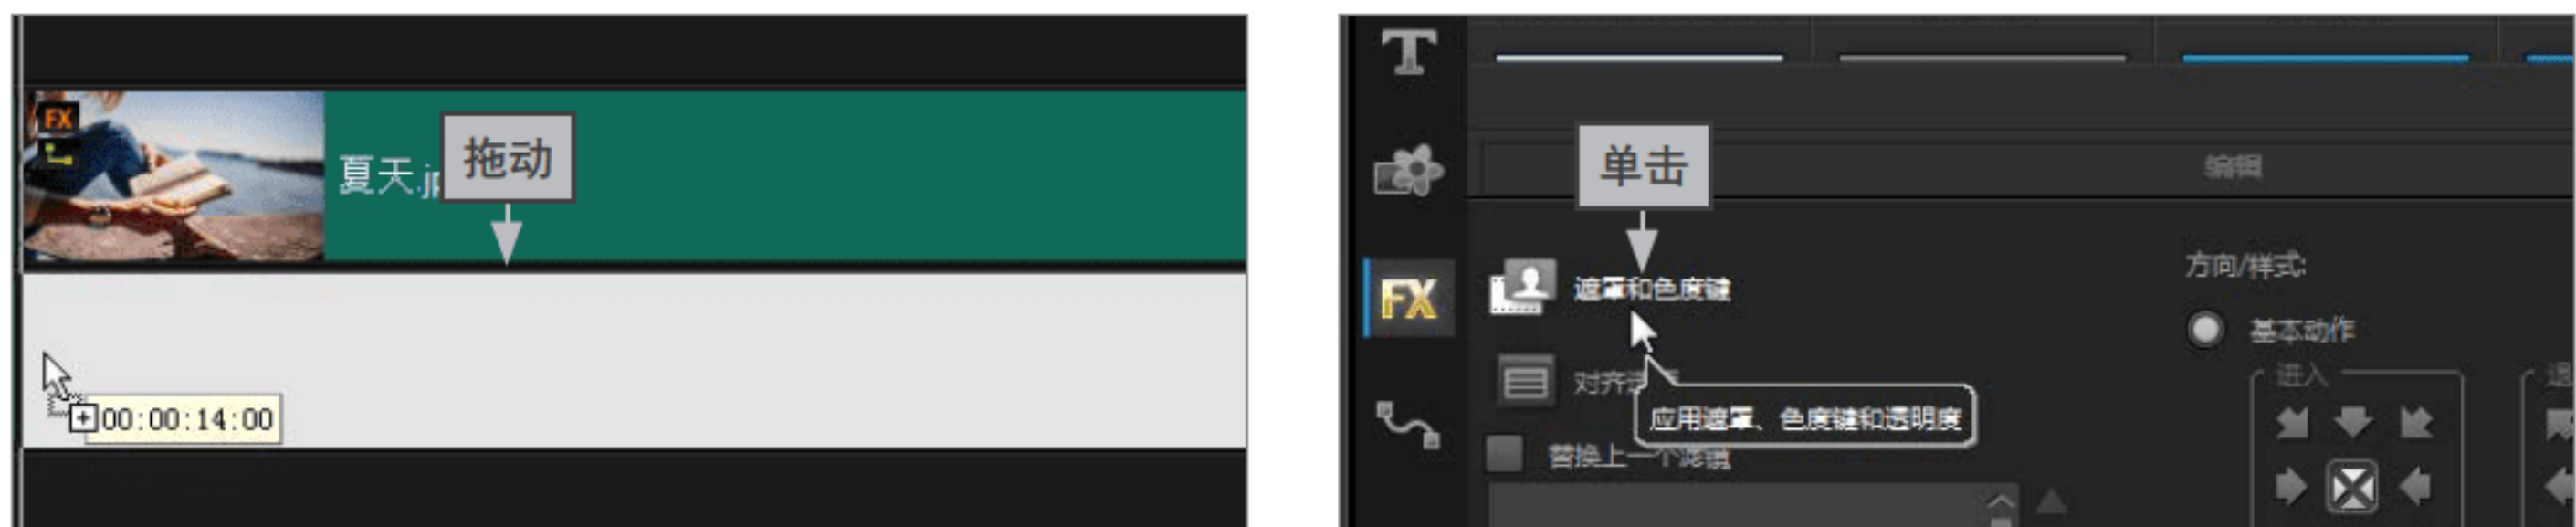 FX
夏天.jp
拖动
00:00:14:00
T
单击
编辑
FX
遮罩和色度键
方向/样式:
基本动作
对齐
进入
退
应用遮罩、色度键和透明度
替换上一个滤镜